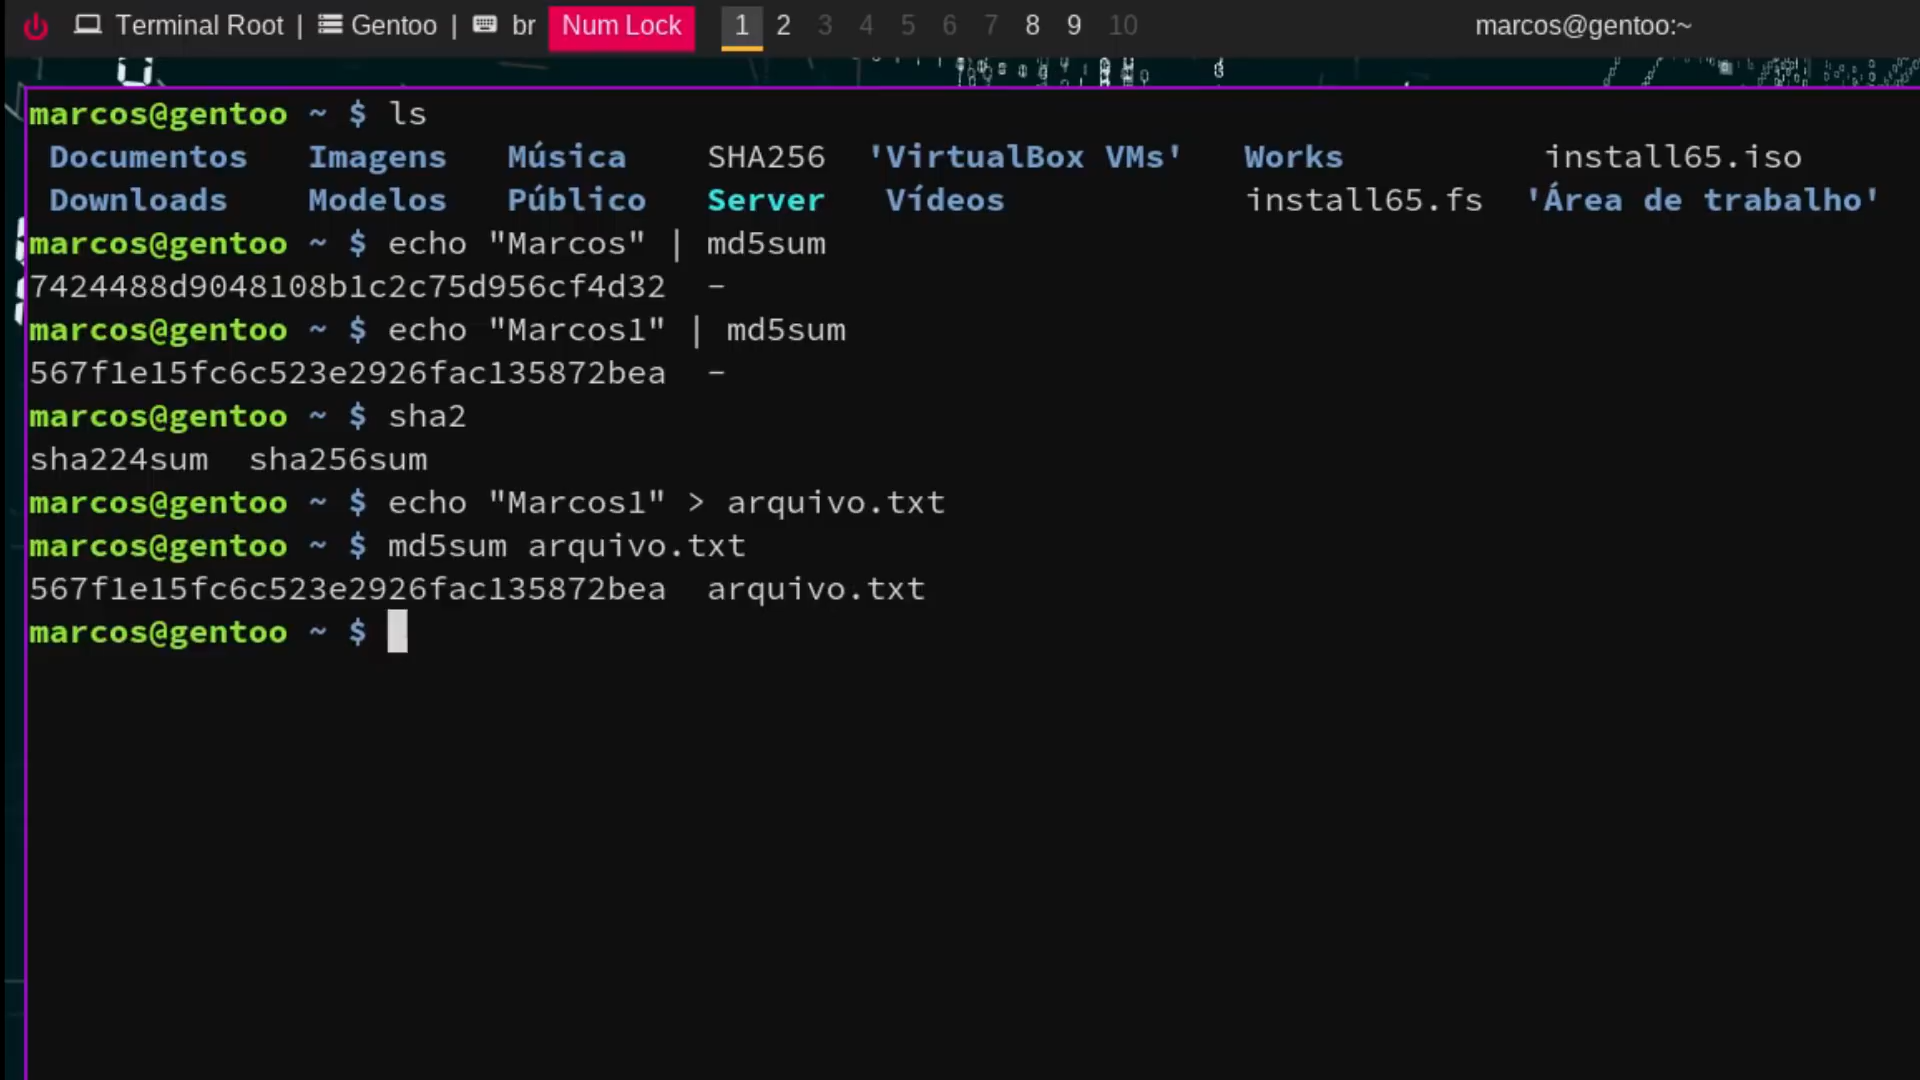 Terminal Root | Gentoo | br Num Lock 1 2 3 4 5 6 7 8 9 10 marcos@gentoo:~
marcos@gentoo ~ $ ls
Documentos Imagens Música SHA256 'VirtualBox VMs' Works install65.iso
Downloads Modelos Público Server Vídeos install65.fs 'Área de trabalho'
marcos@gentoo ~ $ echo "Marcos" | md5sum
7424488d9048108b1c2c75d956cf4d32 -
marcos@gentoo ~ $ echo "Marcos1" | md5sum
567f1e15fc6c523e2926fac135872bea -
marcos@gentoo ~ $ sha2
sha224sum sha256sum
marcos@gentoo ~ $ echo "Marcos1" > arquivo.txt
marcos@gentoo ~ $ md5sum arquivo.txt
567f1e15fc6c523e2926fac135872bea arquivo.txt
marcos@gentoo ~ $